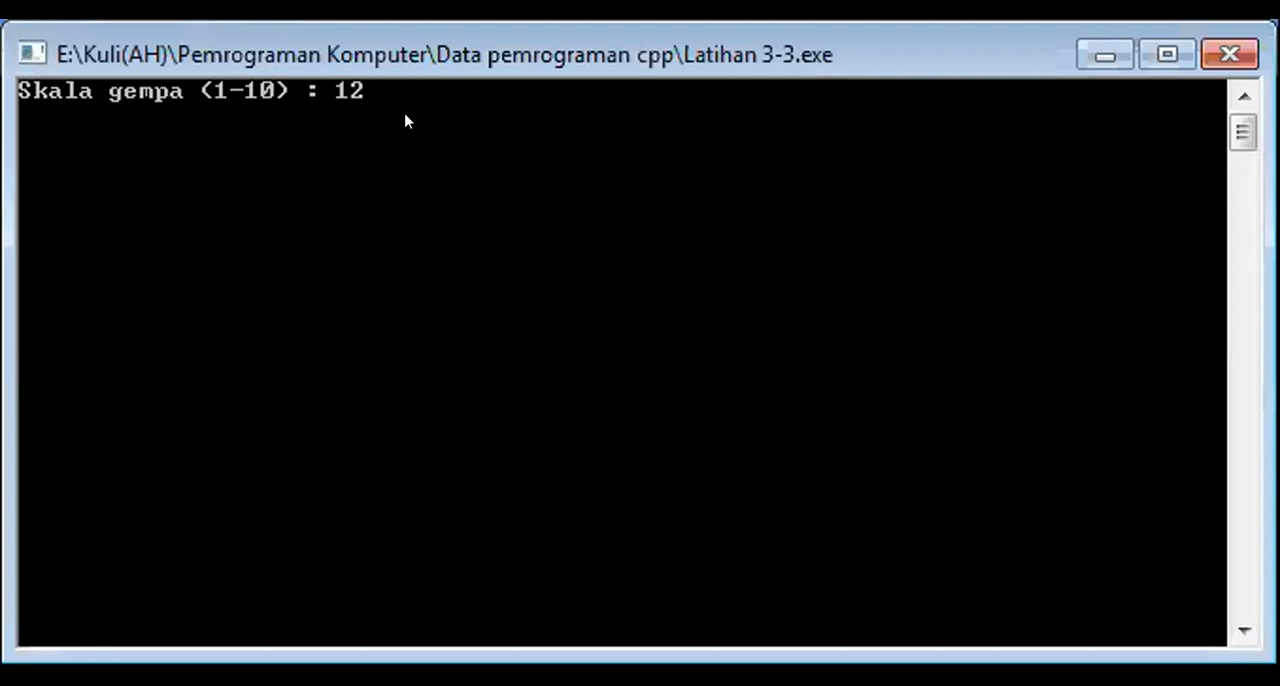 E:\Kuli(AH)\Pemrograman Komputer\Data pemrograman cpp\Latihan 3-3.exe
Skala gempa (1-10) : 12